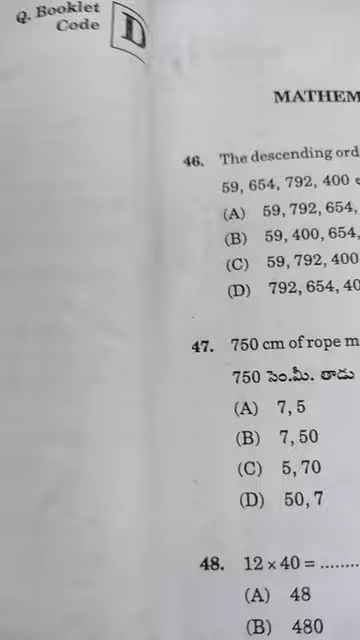 Q. Booklet
Code
D
MATHEM
46. The descending ord
59, 654, 792, 400
(A) 59, 792, 654,
(B) 59, 400, 654,
(C) 59, 792, 400
(D) 792, 654, 40
47. 750 cm of rope m
750 సెం.మీ. తాడు
(A) 7, 5
(B) 7, 50
(C) 5, 70
(D) 50, 7
48. 12 × 40 = ........
(A) 48
(B) 480